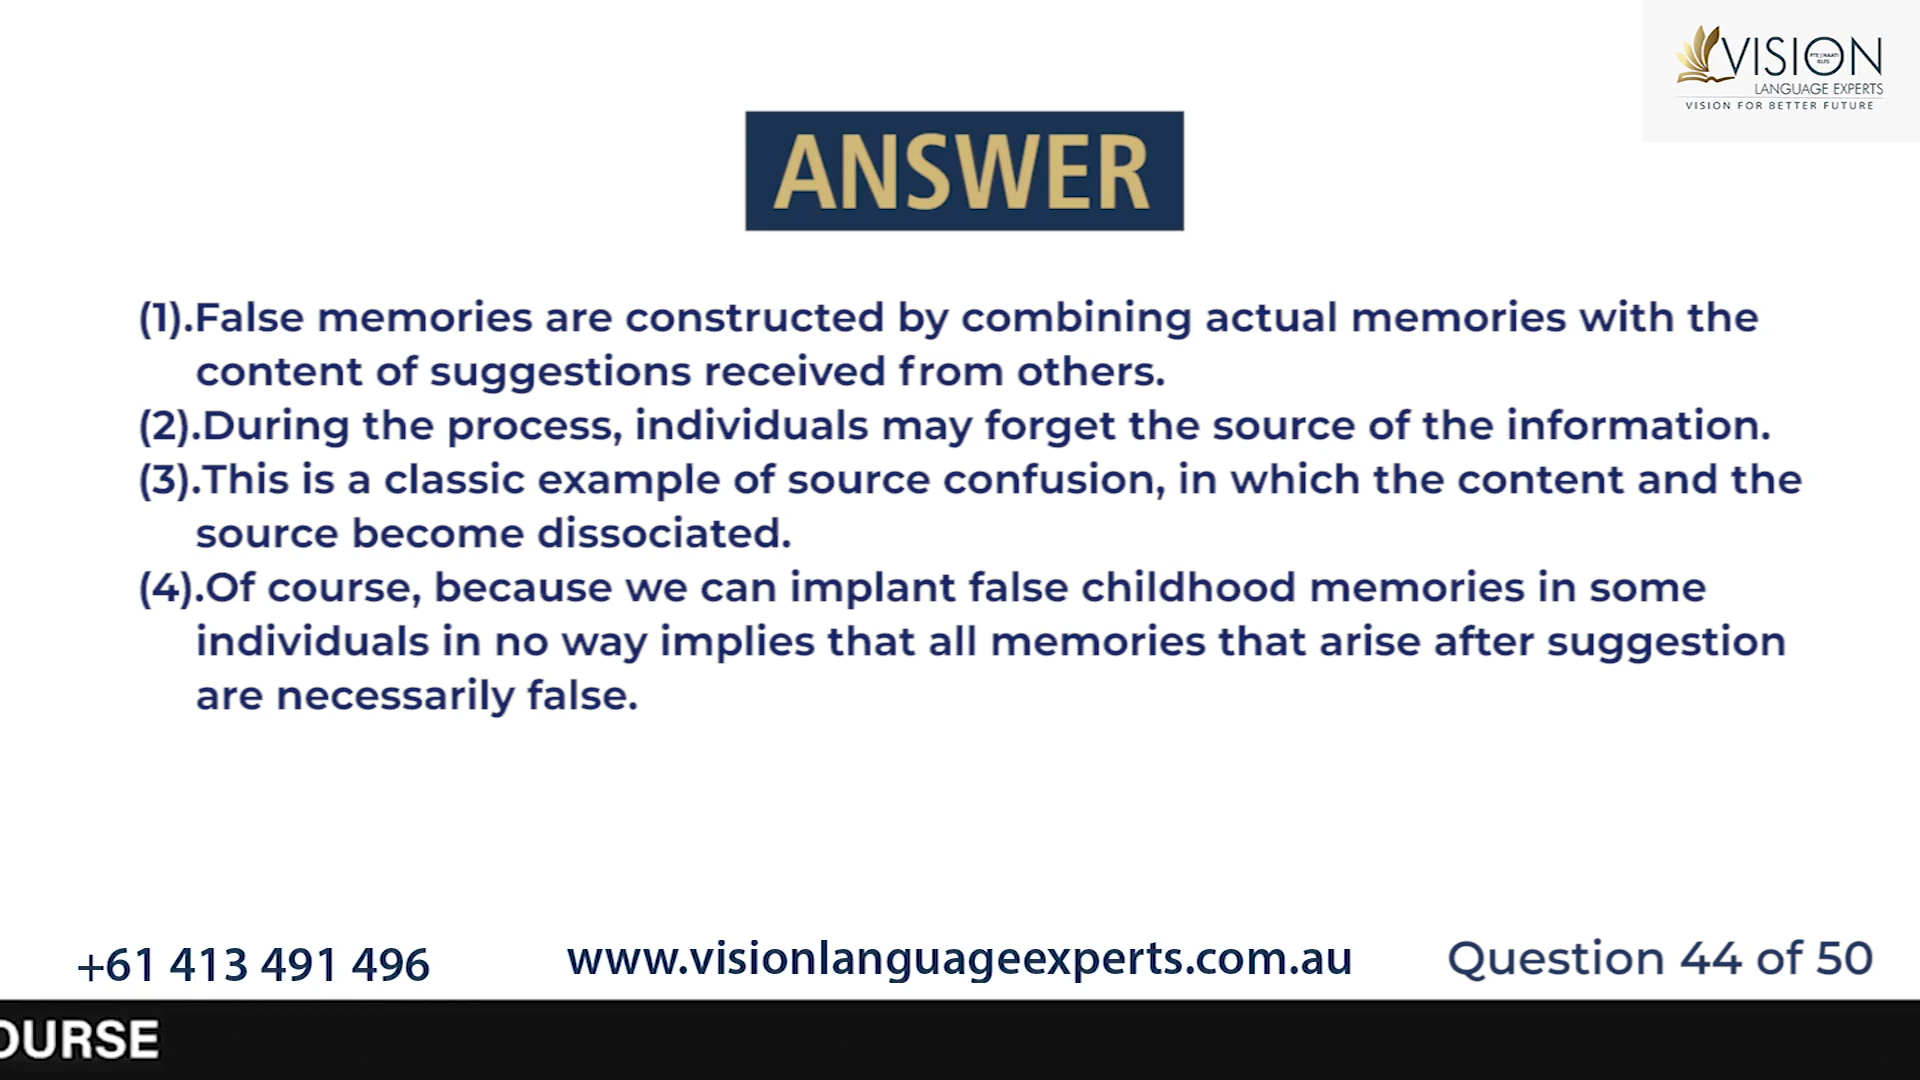 VISION
LANGUAGE EXPERTS
VISION FOR BETTER FUTURE
ANSWER
(1).False memories are constructed by combining actual memories with the
content of suggestions received from others.
(2).During the process, individuals may forget the source of the information.
(3).This is a classic example of source confusion, in which the content and the
source become dissociated.
(4).Of course, because we can implant false childhood memories in some
individuals in no way implies that all memories that arise after suggestion
are necessarily false.
+61 413 491 496
www.visionlanguageexperts.com.au
Question 44 of 50
OURSE